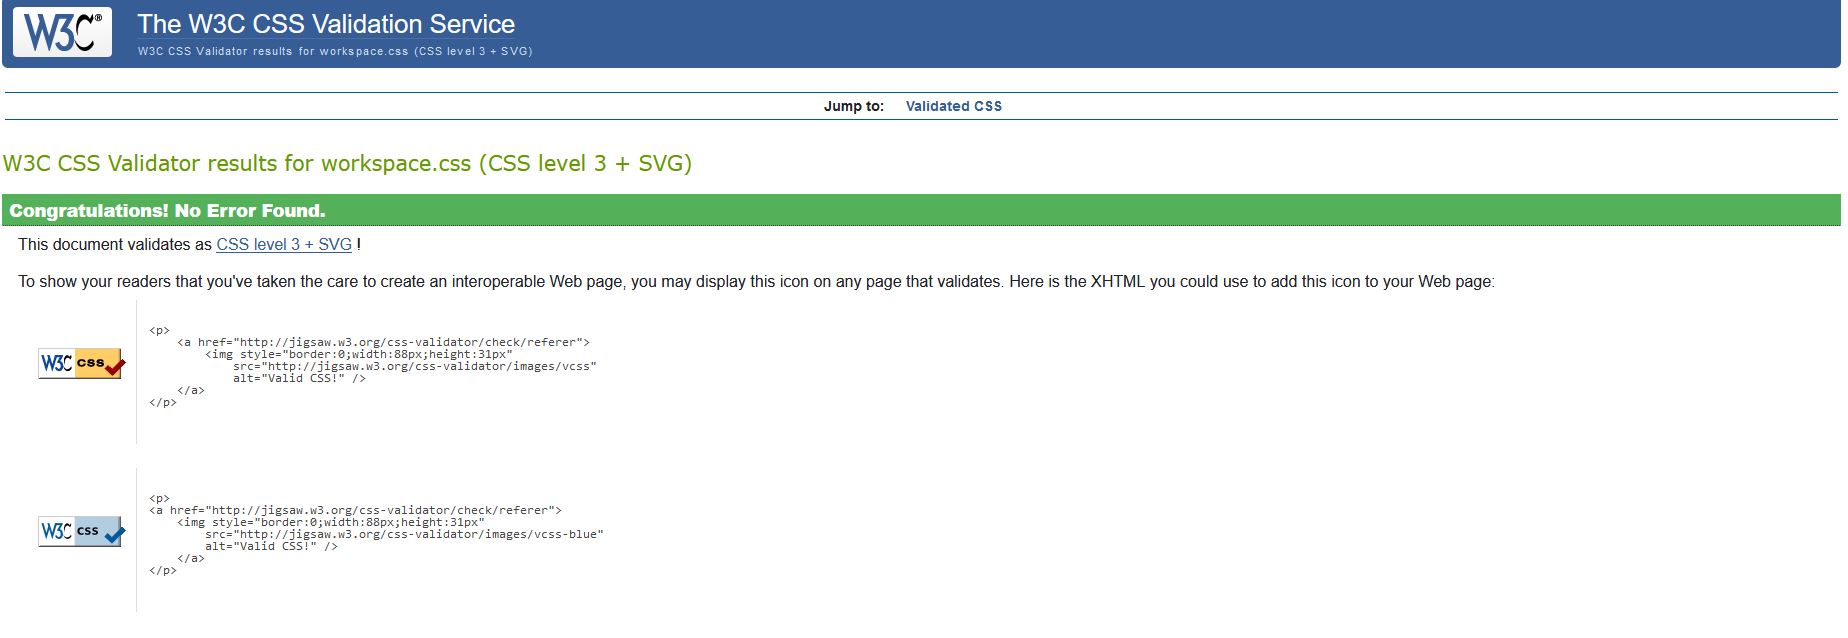 W3C®
The W3C CSS Validation Service
W3C CSS Validator results for workspace.css (CSS level 3 + SVG)
Jump to: Validated CSS
W3C CSS Validator results for workspace.css (CSS level 3 + SVG)
Congratulations! No Error Found.
This document validates as CSS level 3 + SVG !
To show your readers that you've taken the care to create an interoperable Web page, you may display this icon on any page that validates. Here is the XHTML you could use to add this icon to your Web page:
W3C css
<p>
    <a href="http://jigsaw.w3.org/css-validator/check/referer">
        <img style="border:0;width:88px;height:31px"
            src="http://jigsaw.w3.org/css-validator/images/vcss"
            alt="Valid CSS!" />
    </a>
</p>
W3C css
<p>
<a href="http://jigsaw.w3.org/css-validator/check/referer">
    <img style="border:0;width:88px;height:31px"
        src="http://jigsaw.w3.org/css-validator/images/vcss-blue"
        alt="Valid CSS!" />
    </a>
</p>